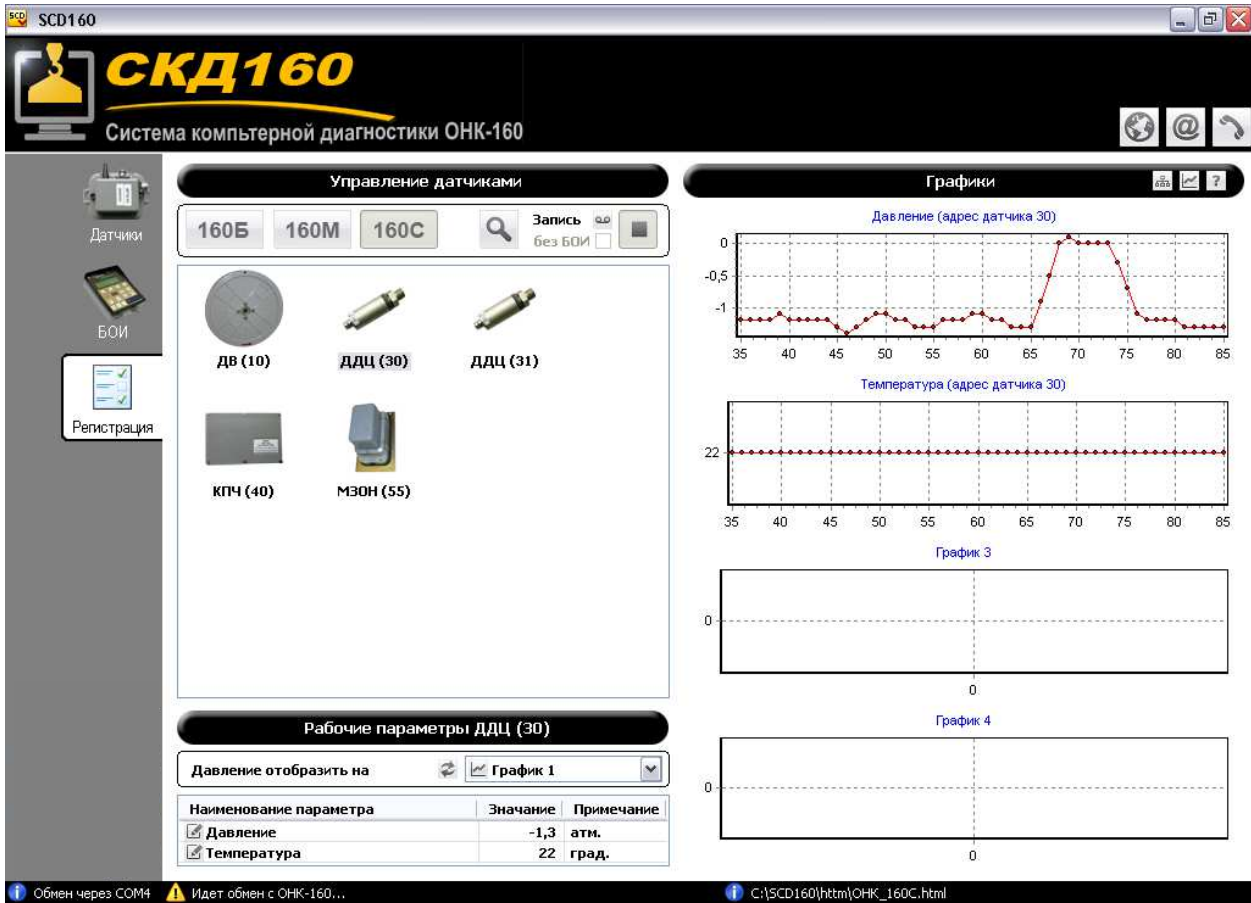 SCD160
СКД160
Система компьтерной диагностики ОНК-160
Датчики
БОИ
Регистрация
Управление датчиками
160Б 160М 160С Запись без БОИ
ДВ (10) ДДЦ (30) ДДЦ (31)
КПЧ (40) МЗОН (55)
Рабочие параметры ДДЦ (30)
Давление отобразить на График 1
Наименование параметра Значание Примечание
Давление -1,3 атм.
Температура 22 град.
Графики
Давление (адрес датчика 30)
0
-0,5
-1
35 40 45 50 55 60 65 70 75 80 85
Температура (адрес датчика 30)
22
35 40 45 50 55 60 65 70 75 80 85
График 3
0
0
График 4
0
0
Обмен через COM4 Идет обмен с ОНК-160... C:\SCD160\httm\ОНК_160С.html